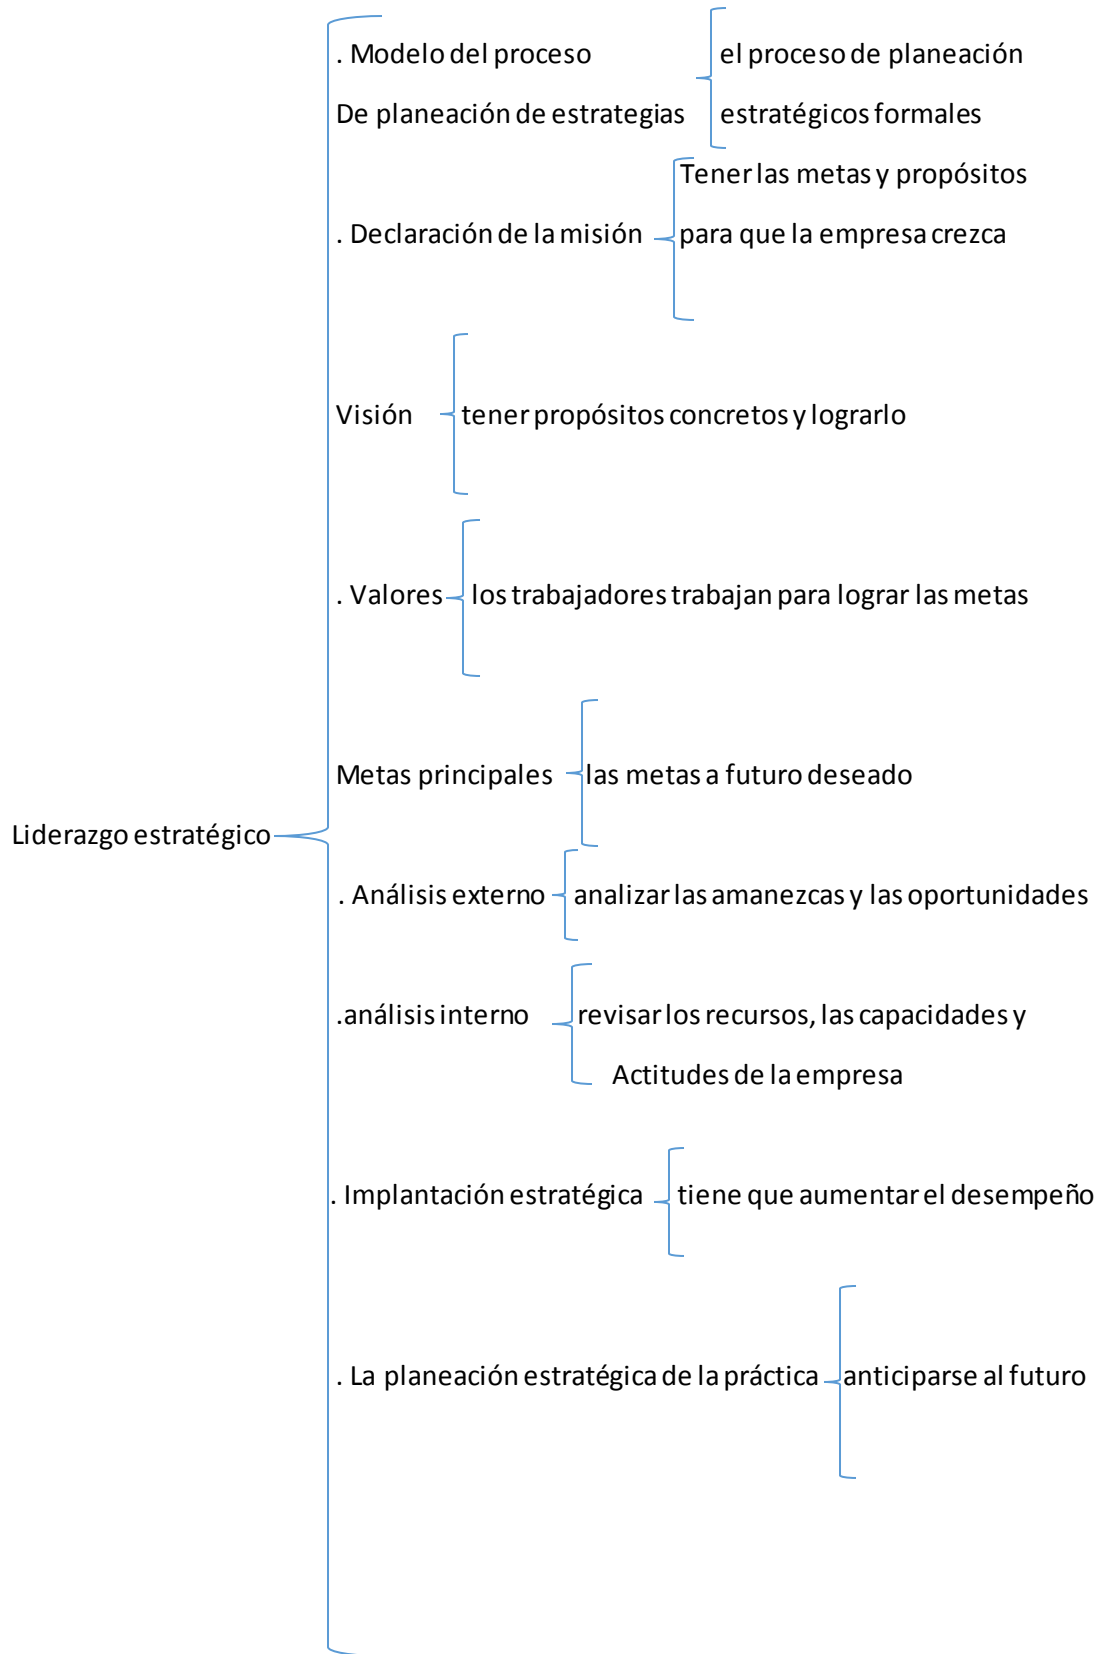 . Modelo del proceso el proceso de planeación
De planeación de estrategias estratégicos formales
Tener las metas y propósitos
. Declaración de la misión para que la empresa crezca
Visión tener propósitos concretos y lograrlo
. Valores los trabajadores trabajan para lograr las metas
Metas principales las metas a futuro deseado
Liderazgo estratégico
. Análisis externo analizar las amanezcas y las oportunidades
.análisis interno revisar los recursos, las capacidades y
Actitudes de la empresa
. Implantación estratégica tiene que aumentar el desempeño
. La planeación estratégica de la práctica anticiparse al futuro